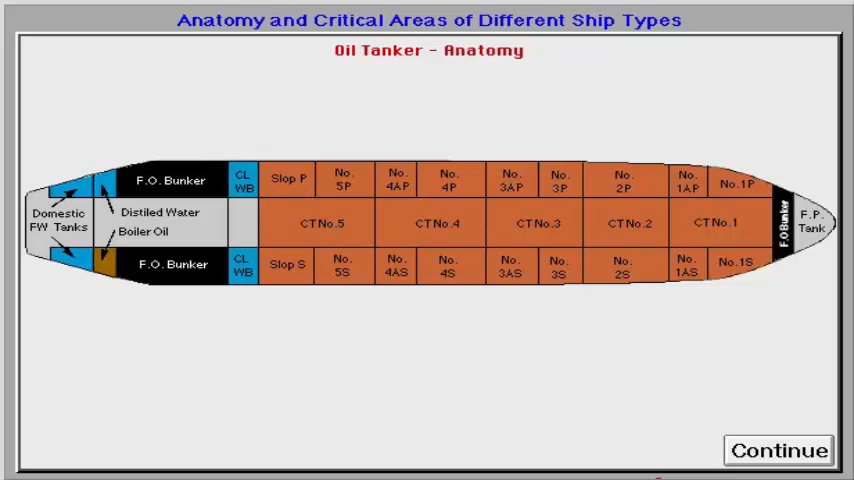 Anatomy and Critical Areas of Different Ship Types
Oil Tanker - Anatomy
F.O. Bunker
CL
WB
Slop P
No.
5P
No.
4AP
No.
4P
No.
3AP
No.
3P
No.
2P
No.
1AP
No.1P
Domestic
FW Tanks
Distiled Water
Boiler Oil
CT No.5
CT No.4
CT No.3
CT No.2
CT No.1
F.O.Bunker
F.P.
Tank
F.O. Bunker
CL
WB
Slop S
No.
5S
No.
4AS
No.
4S
No.
3AS
No.
3S
No.
2S
No.
1AS
No.1S
Continue